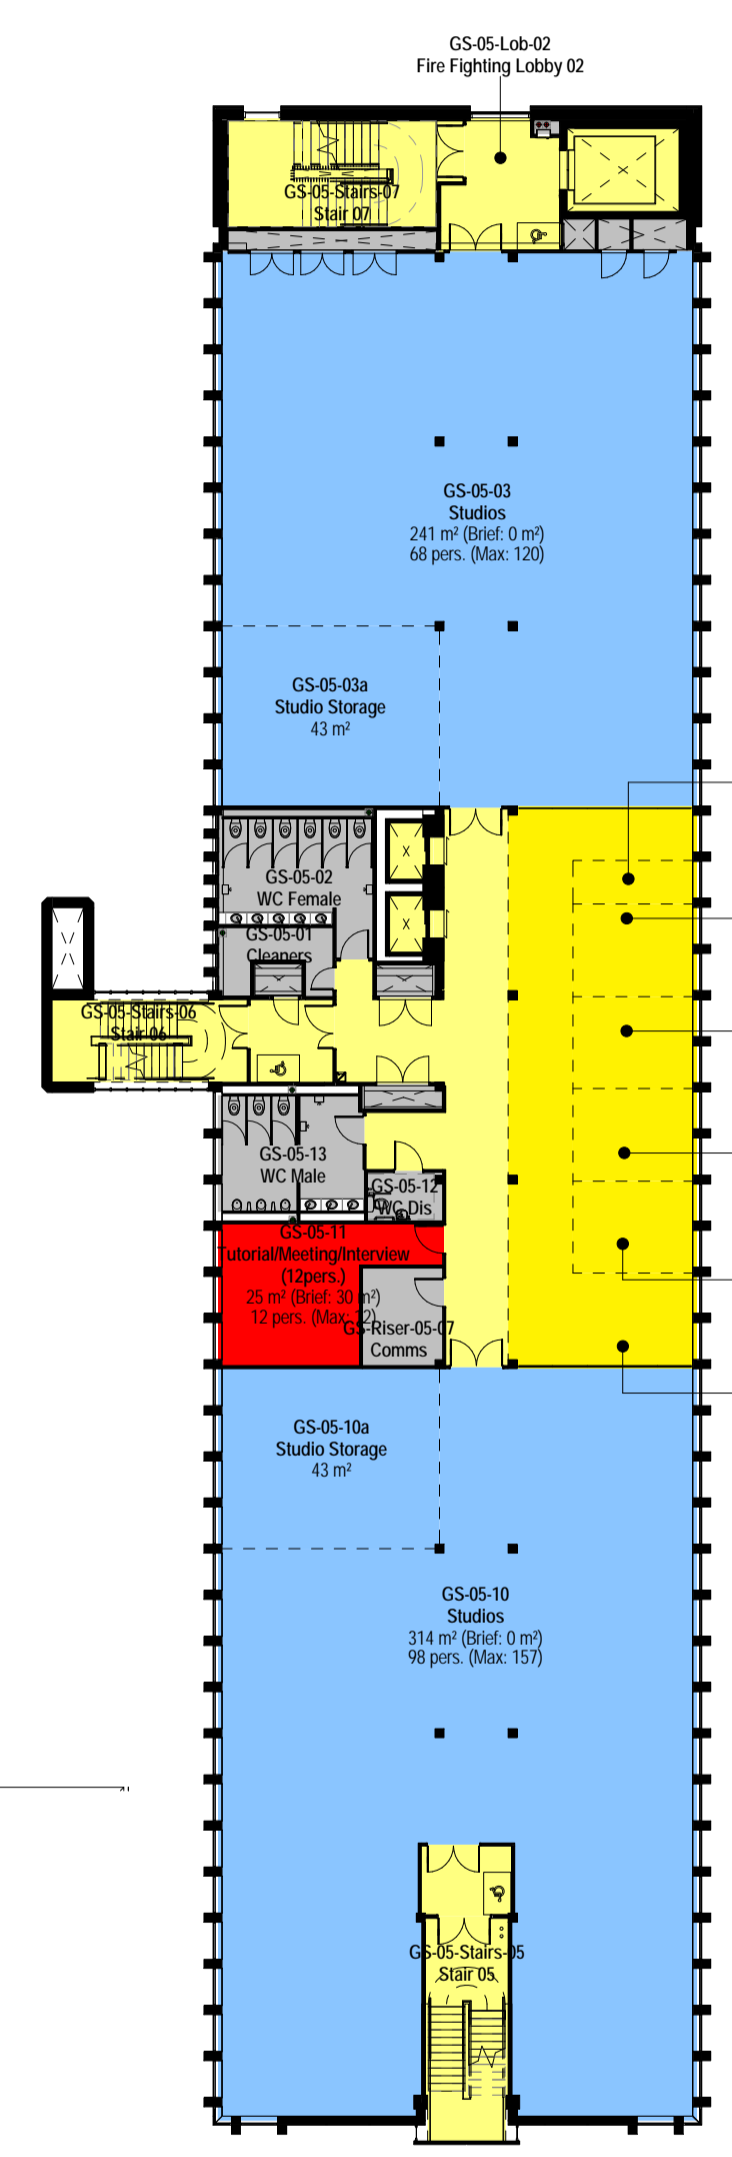 GS-05-Lob-02
Fire Fighting Lobby 02
GS-05-Stairs-07
Stair 07
GS-05-03
Studios
241 m² (Brief: 0 m²)
68 pers. (Max: 120)
GS-05-03a
Studio Storage
43 m²
GS-05-02
WC Female
GS-05-01
Cleaners
GS-05-Stairs-06
Stair 06
GS-05-13
WC Male
GS-05-12
WC Dis
GS-05-11
Tutorial/Meeting/Interview
(12pers.)
25 m² (Brief: 30 m²)
12 pers. (Max: 12)
GS-Riser-05-07
Comms
GS-05-10a
Studio Storage
43 m²
GS-05-10
Studios
314 m² (Brief: 0 m²)
98 pers. (Max: 157)
GS-05-Stairs-05
Stair 05